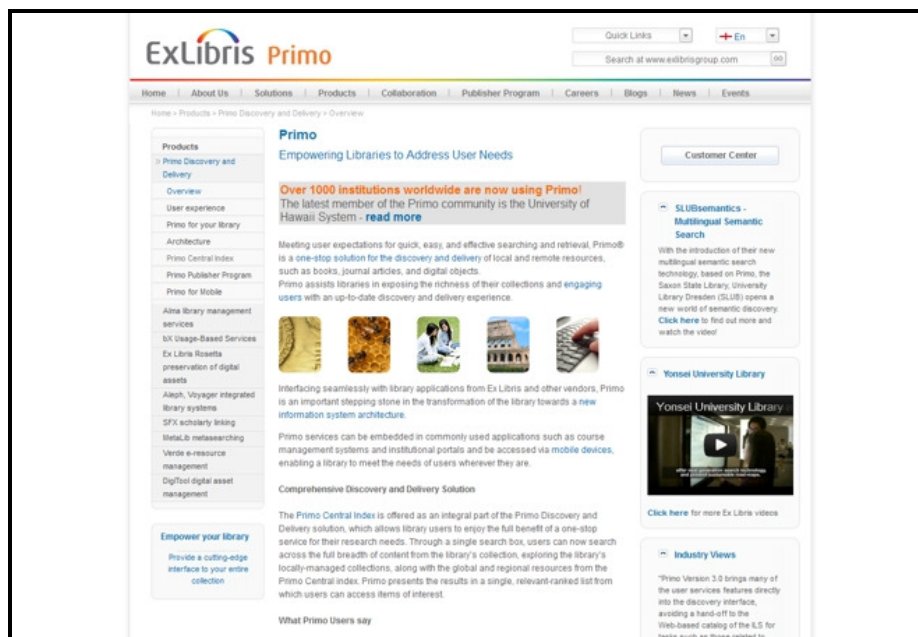 ExLibris Primo
Quick Links
En
Search at www.exlibrisgroup.com
GO
Home | About Us | Solutions | Products | Collaboration | Publisher Program | Careers | Blogs | News | Events
Home > Products > Primo Discovery and Delivery > Overview
Products
> Primo Discovery and
Delivery
Overview
User experience
Primo for your library
Architecture
Primo Central Index
Primo Publisher Program
Primo for Mobile
Alma library management
services
bX Usage-Based Services
Ex Libris Rosetta
preservation of digital
assets
Aleph, Voyager integrated
library systems
SFX scholarly linking
MetaLib metasearching
Verde e-resource
management
DigiTool digital asset
management
Empower your library
Provide a cutting-edge
interface to your entire
collection
Primo
Empowering Libraries to Address User Needs
Over 1000 institutions worldwide are now using Primo!
The latest member of the Primo community is the University of
Hawaii System - read more
Meeting user expectations for quick, easy, and effective searching and retrieval, Primo®
is a one-stop solution for the discovery and delivery of local and remote resources,
such as books, journal articles, and digital objects.
Primo assists libraries in exposing the richness of their collections and engaging
users with an up-to-date discovery and delivery experience.
Interfacing seamlessly with library applications from Ex Libris and other vendors, Primo
is an important stepping stone in the transformation of the library towards a new
information system architecture.
Primo services can be embedded in commonly used applications such as course
management systems and institutional portals and be accessed via mobile devices,
enabling a library to meet the needs of users wherever they are.
Comprehensive Discovery and Delivery Solution
The Primo Central Index is offered as an integral part of the Primo Discovery and
Delivery solution, which allows library users to enjoy the full benefit of a one-stop
service for their research needs. Through a single search box, users can now search
across the full breadth of content from the library's collection, exploring the library's
locally-managed collections, along with the global and regional resources from the
Primo Central index. Primo presents the results in a single, relevant-ranked list from
which users can access items of interest.
What Primo Users say
Customer Center
SLUBsemantics -
Multilingual Semantic
Search
With the introduction of their new
multilingual semantic search
technology, based on Primo, the
Saxon State Library, University
Library Dresden (SLUB) opens a
new world of semantic discovery.
Click here to find out more and
watch the video!
Yonsei University Library
Yonsei University Library
offer next generation search technology,
and present sustainable road maps.
Click here for more Ex Libris videos
Industry Views
"Primo Version 3.0 brings many of
the user services features directly
into the discovery interface,
avoiding a hand-off to the
Web-based catalog of the ILS for
tasks such as those related to